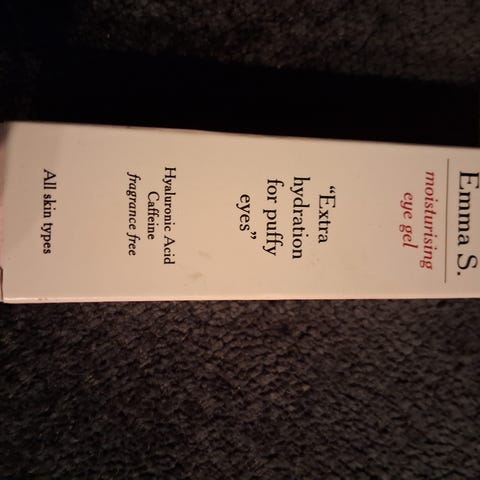 Emma S.
moisturising
eye gel
“Extra
hydration
for puffy
eyes”
Hyaluronic Acid
Caffeine
fragrance free
All skin types